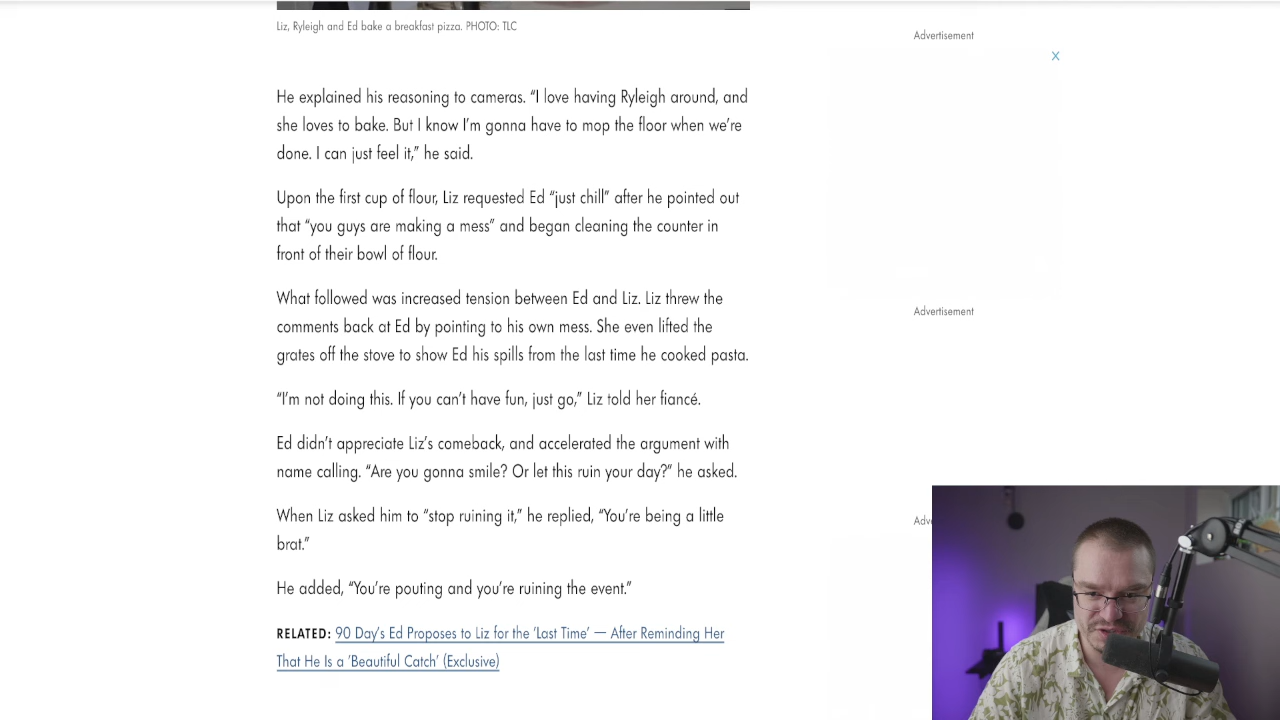 Liz, Ryleigh and Ed bake a breakfast pizza. PHOTO: TLC
Advertisement
X
He explained his reasoning to cameras. “I love having Ryleigh around, and
she loves to bake. But I know I’m gonna have to mop the floor when we’re
done. I can just feel it,” he said.
Upon the first cup of flour, Liz requested Ed “just chill” after he pointed out
that “you guys are making a mess” and began cleaning the counter in
front of their bowl of flour.
Advertisement
What followed was increased tension between Ed and Liz. Liz threw the
comments back at Ed by pointing to his own mess. She even lifted the
grates off the stove to show Ed his spills from the last time he cooked pasta.
“I’m not doing this. If you can’t have fun, just go,” Liz told her fiancé.
Ed didn’t appreciate Liz’s comeback, and accelerated the argument with
name calling. “Are you gonna smile? Or let this ruin your day?” he asked.
When Liz asked him to “stop ruining it,” he replied, “You’re being a little
brat.”
Adv
He added, “You’re pouting and you’re ruining the event.”
RELATED: 90 Day’s Ed Proposes to Liz for the ‘Last Time’ — After Reminding Her
That He Is a ‘Beautiful Catch’ (Exclusive)